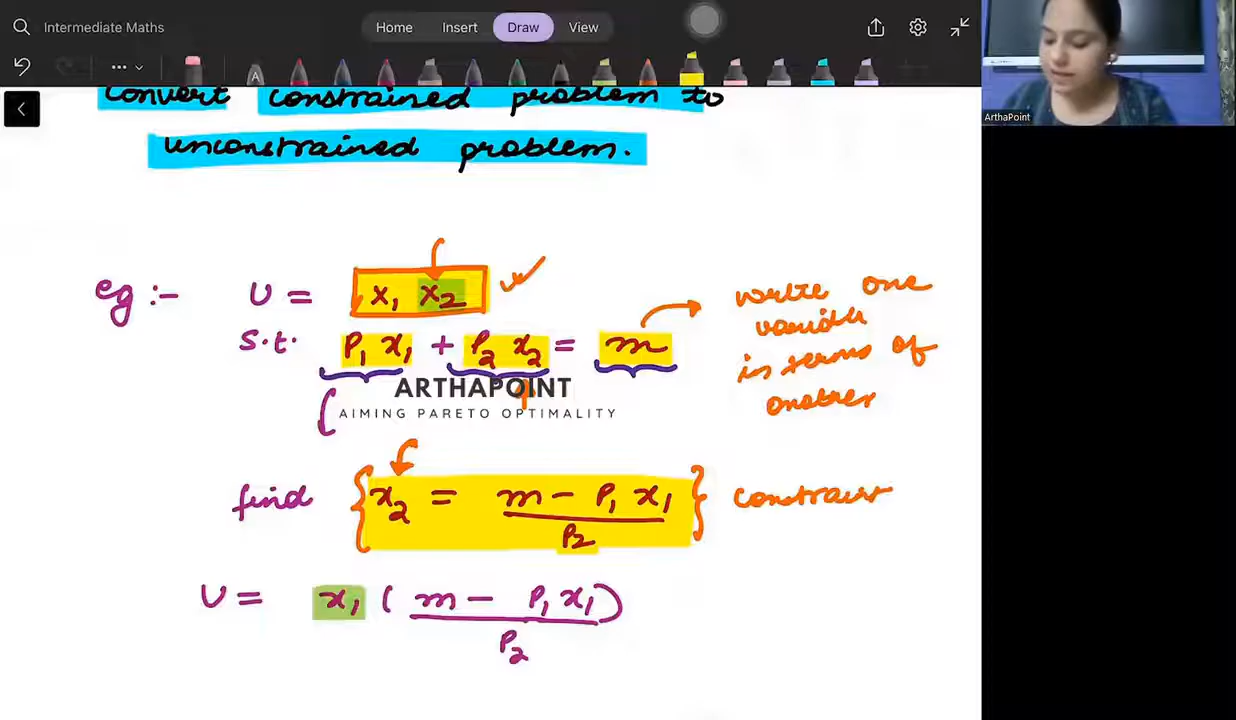 Intermediate Maths
Home Insert Draw View
ArthaPoint
convert constrained problem to
unconstrained problem.
eg :- U = x₁ x₂
s.t. P₁ x₁ + P₂ x₂ = m
write one
variable
in terms of
another
ARTHAPOINT
AIMING PARETO OPTIMALITY
find { x₂ = m - P₁ x₁ / P₂ } constraint
U = x₁ ( m - P₁ x₁ ) / P₂